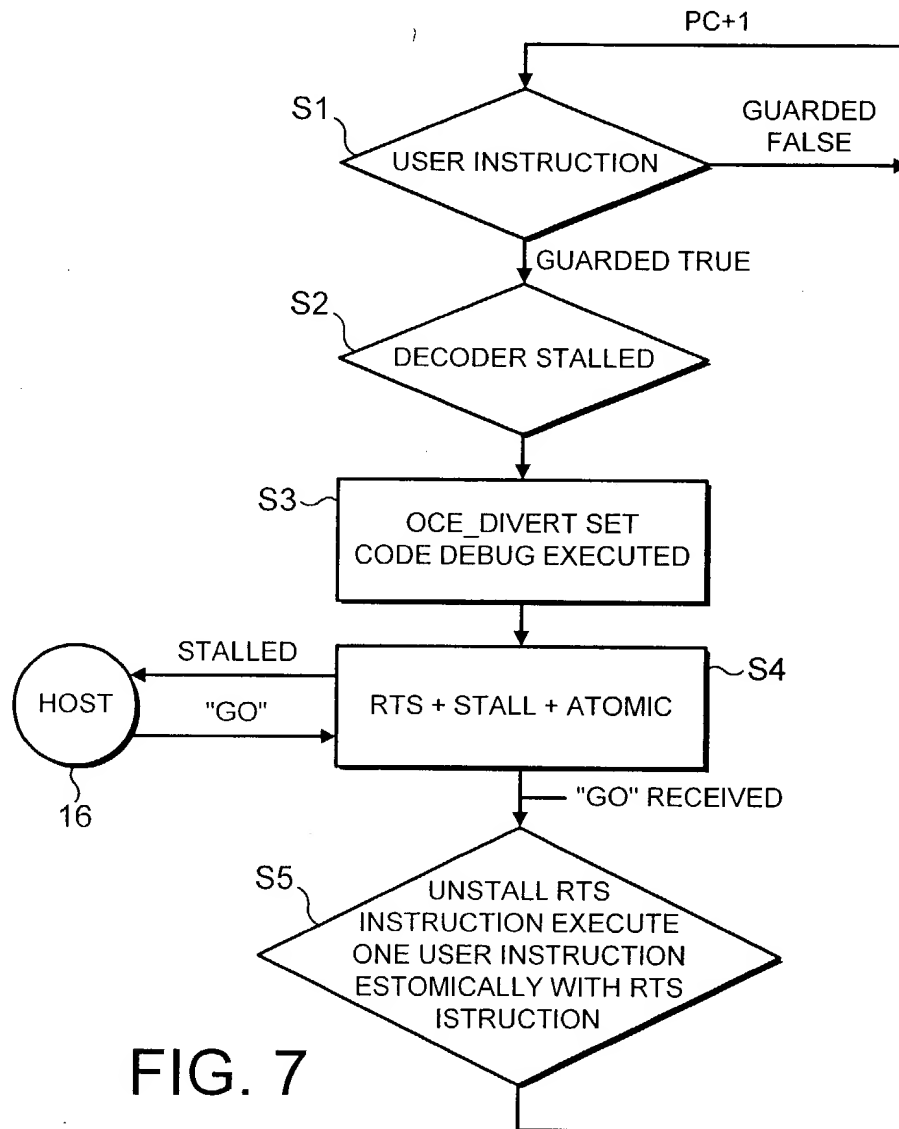 PC+1
S1
USER INSTRUCTION
GUARDED
FALSE
GUARDED TRUE
S2
DECODER STALLED
S3
OCE_DIVERT SET
CODE DEBUG EXECUTED
STALLED
HOST
"GO"
16
RTS + STALL + ATOMIC
S4
"GO" RECEIVED
S5
UNSTALL RTS
INSTRUCTION EXECUTE
ONE USER INSTRUCTION
ESTOMICALLY WITH RTS
ISTRUCTION
FIG. 7